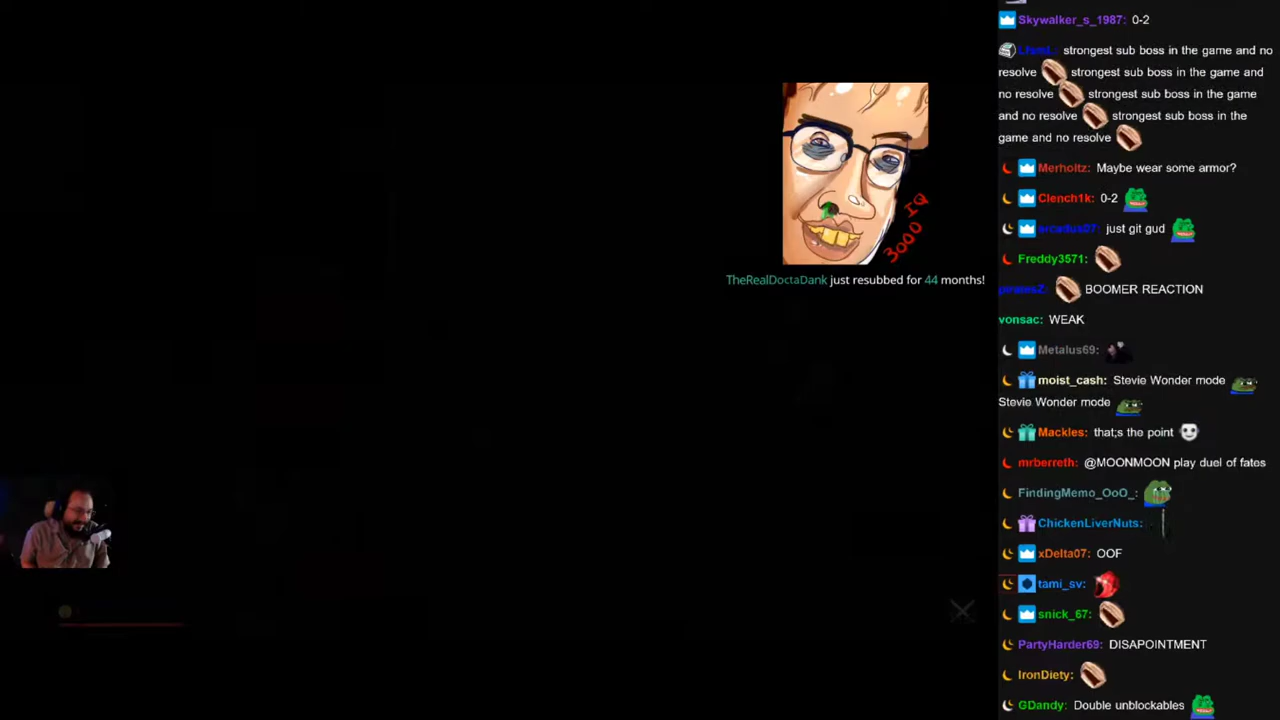 Skywalker_s_1987: 0-2
strongest sub boss in the game and no
resolve strongest sub boss in the game and
no resolve strongest sub boss in the game
and no resolve strongest sub boss in the
game and no resolve
Merholtz: Maybe wear some armor?
Clench1k: 0-2
just git gud
Freddy3571:
BOOMER REACTION
vonsac: WEAK
Metalus69:
moist_cash: Stevie Wonder mode
Stevie Wonder mode
Mackles: that;s the point
mrberreth: @MOONMOON play duel of fates
FindingMemo_OoO_:
ChickenLiverNuts:
xDelta07: OOF
tami_sv:
snick_67:
PartyHarder69: DISAPOINTMENT
IronDiety:
GDandy: Double unblockables
3000 IQ
TheRealDoctaDank just resubbed for 44 months!